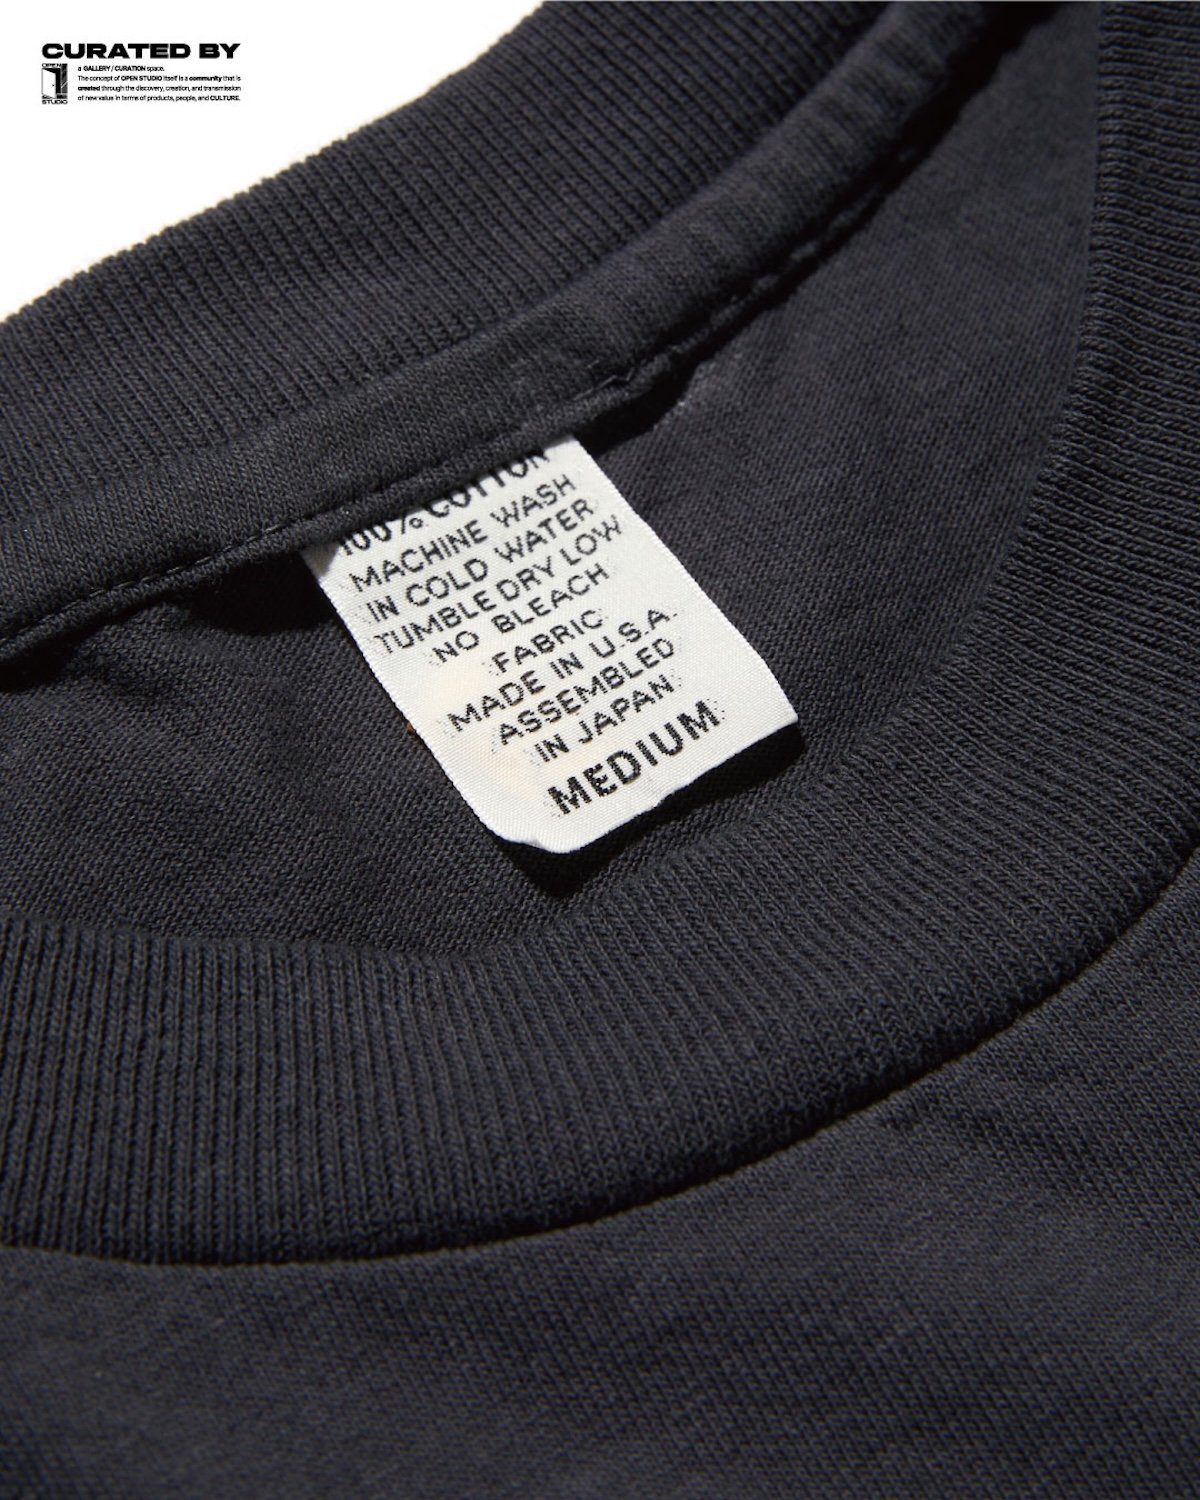 CURATED BY
OPEN
STUDIO
a GALLERY / CURATION space.
The concept of OPEN STUDIO itself is a community that is
created through the discovery, creation, and transmission
of new value in terms of products, people, and CULTURE.
100% COTTON
MACHINE WASH
IN COLD WATER
TUMBLE DRY LOW
NO BLEACH
FABRIC
MADE IN U.S.A.
ASSEMBLED
IN JAPAN
MEDIUM